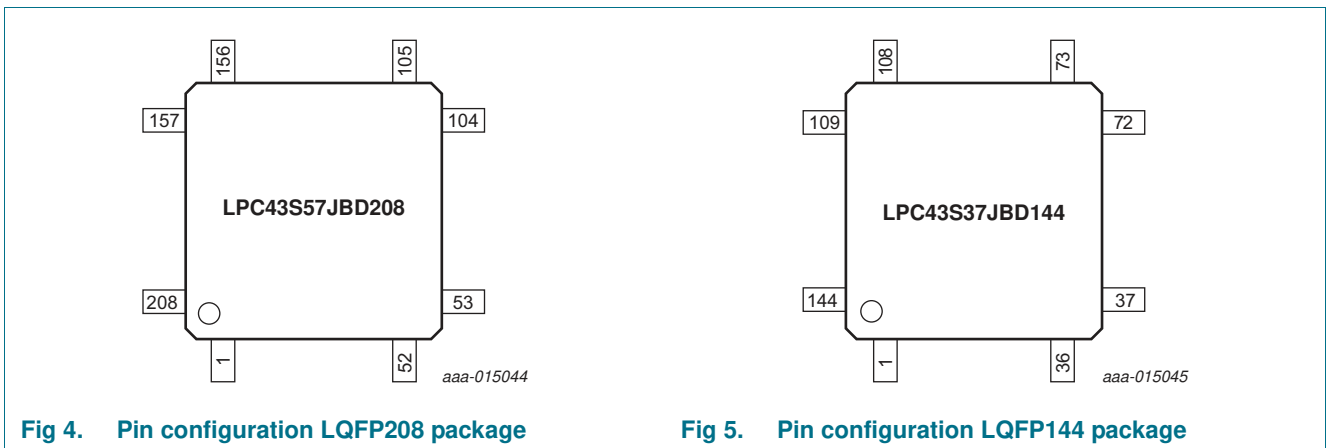 156
105
157
104
LPC43S57JBD208
208
53
1
52
aaa-015044
Fig 4. Pin configuration LQFP208 package
108
73
109
72
LPC43S37JBD144
144
37
1
36
aaa-015045
Fig 5. Pin configuration LQFP144 package